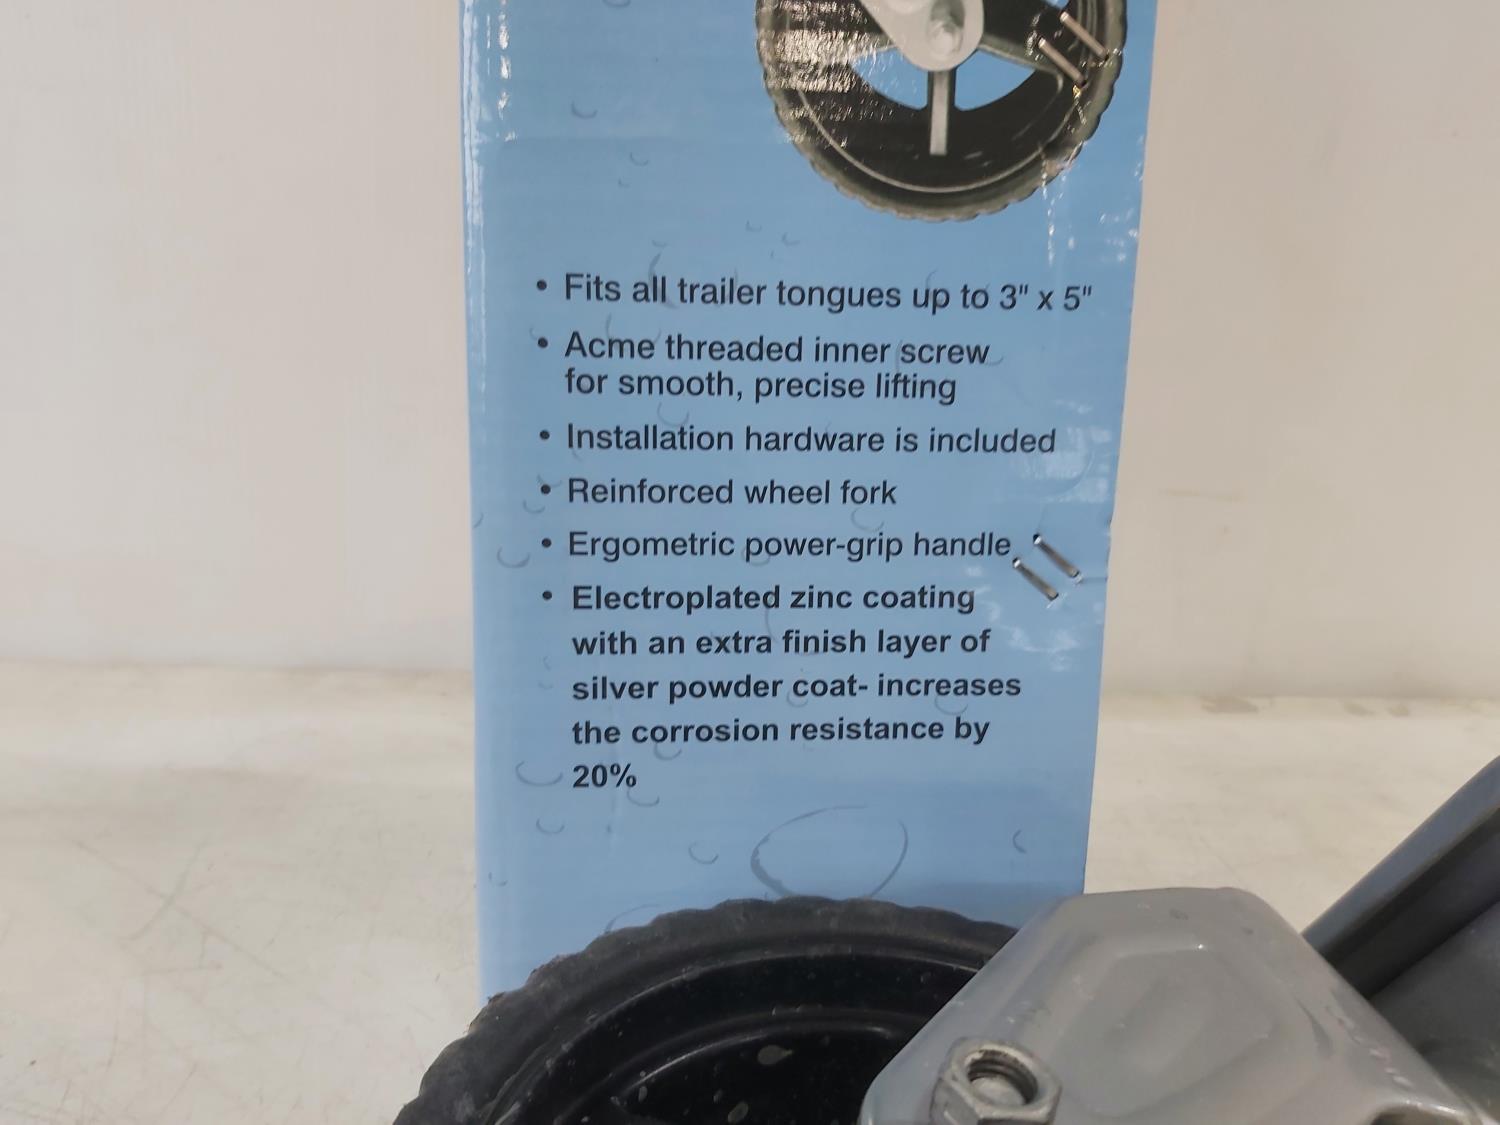 • Fits all trailer tongues up to 3" x 5"
• Acme threaded inner screw
for smooth, precise lifting
• Installation hardware is included
• Reinforced wheel fork
• Ergometric power-grip handle
• Electroplated zinc coating
with an extra finish layer of
silver powder coat- increases
the corrosion resistance by
20%